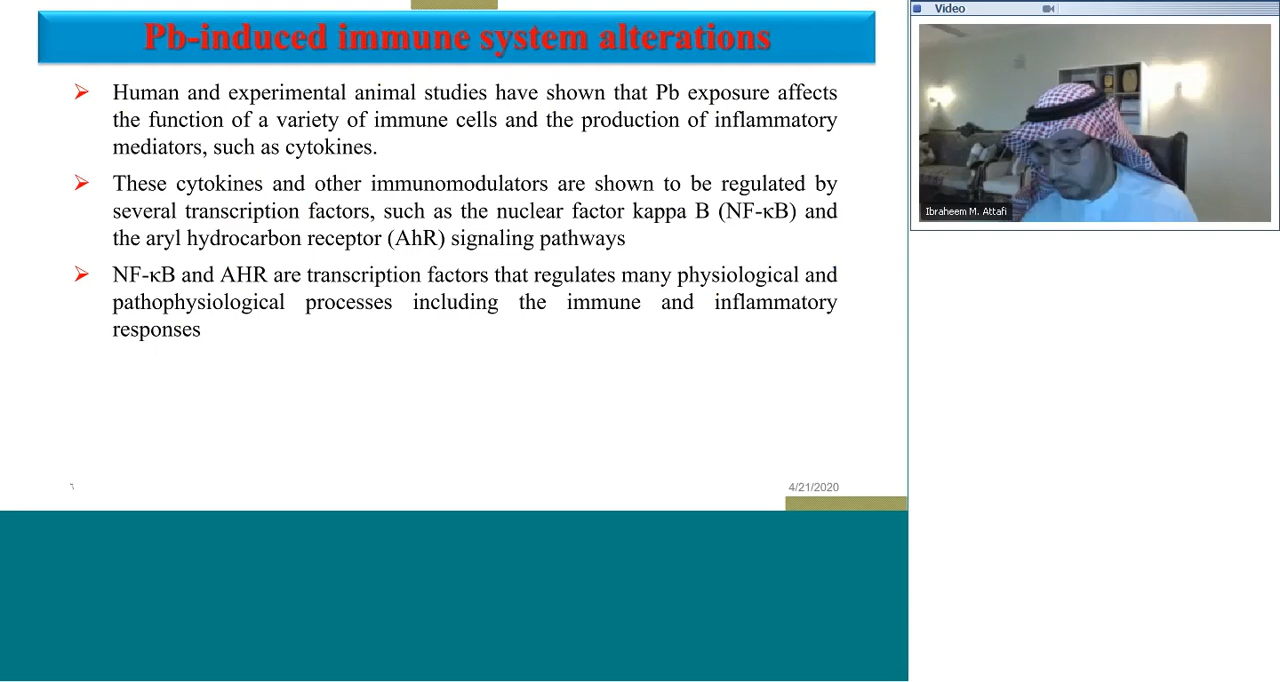 Pb-induced immune system alterations
Human and experimental animal studies have shown that Pb exposure affects
the function of a variety of immune cells and the production of inflammatory
mediators, such as cytokines.
These cytokines and other immunomodulators are shown to be regulated by
several transcription factors, such as the nuclear factor kappa B (NF-κB) and
the aryl hydrocarbon receptor (AhR) signaling pathways
NF-κB and AHR are transcription factors that regulates many physiological and
pathophysiological processes including the immune and inflammatory
responses
٦
4/21/2020
Video
Ibraheem M. Attafi